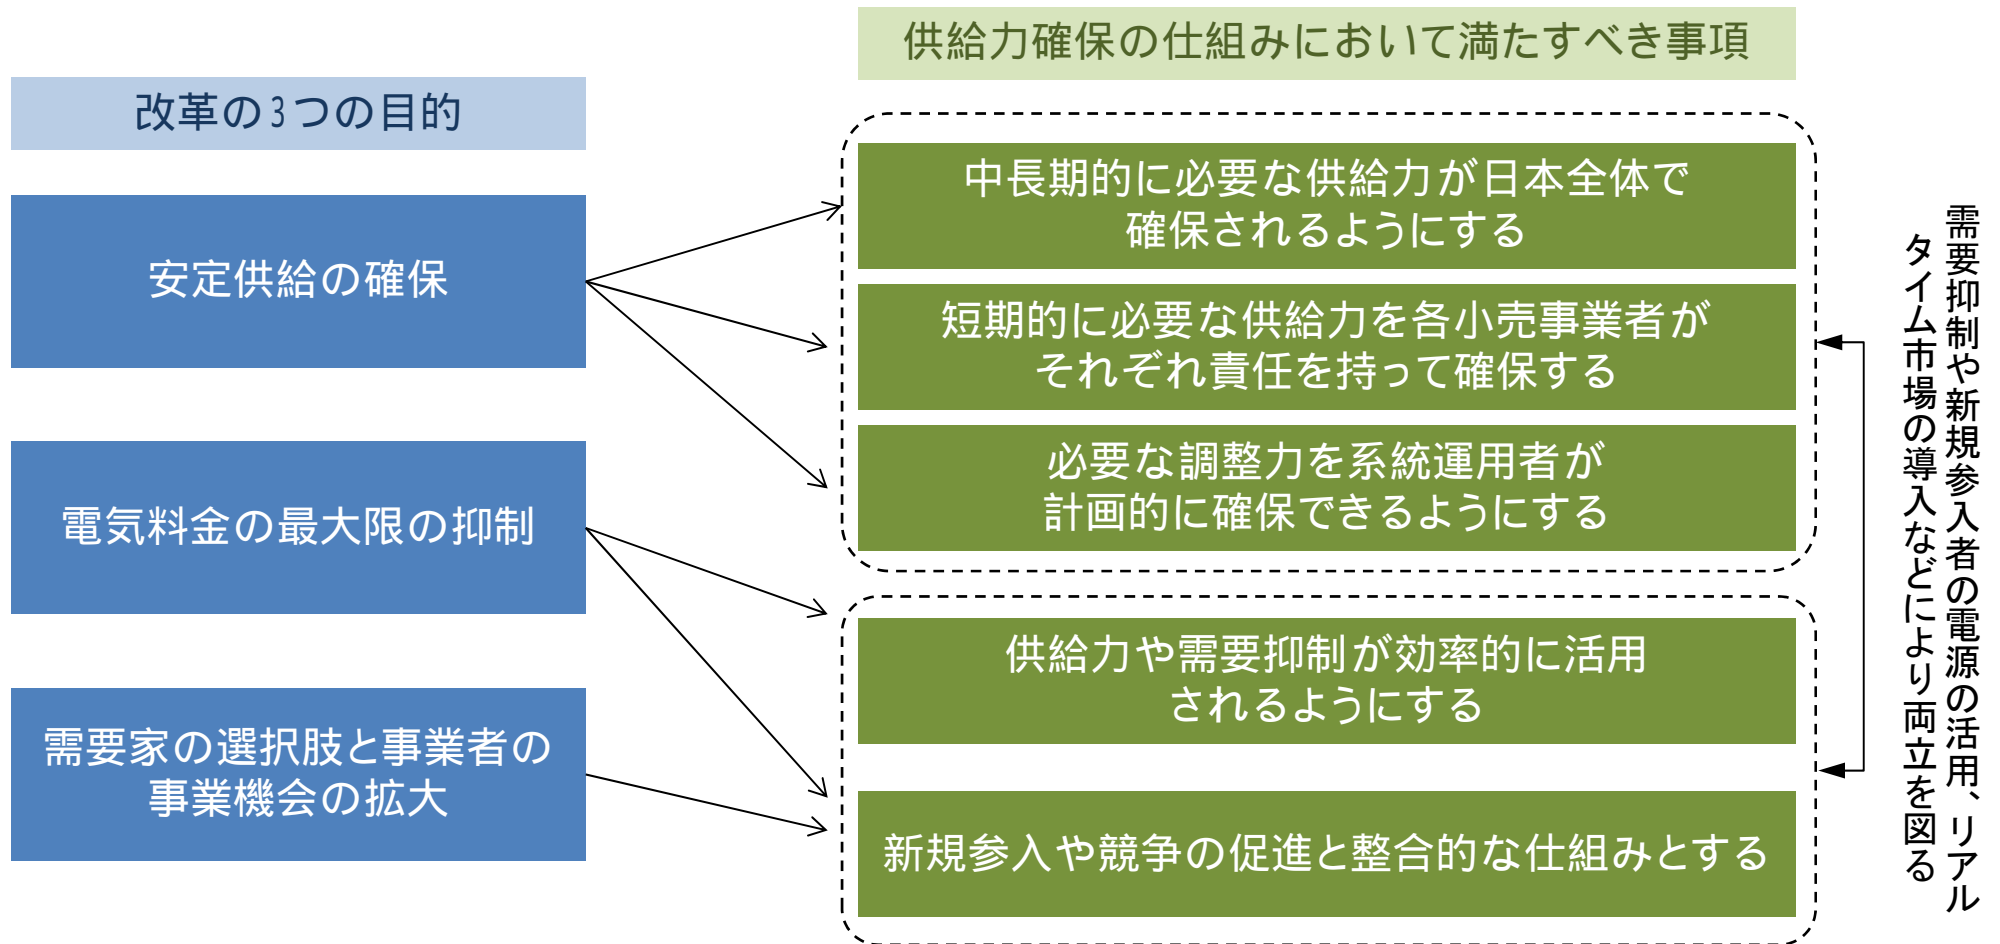 供給力確保の仕組みにおいて満たすべき事項
改革の3つの目的
安定供給の確保
電気料金の最大限の抑制
需要家の選択肢と事業者の
事業機会の拡大
中長期的に必要な供給力が日本全体で
確保されるようにする
短期的に必要な供給力を各小売事業者が
それぞれ責任を持って確保する
必要な調整力を系統運用者が
計画的に確保できるようにする
供給力や需要抑制が効率的に活用
されるようにする
新規参入や競争の促進と整合的な仕組みとする
需要抑制や新規参入者の電源の活用、リアル
タイム市場の導入などにより両立を図る